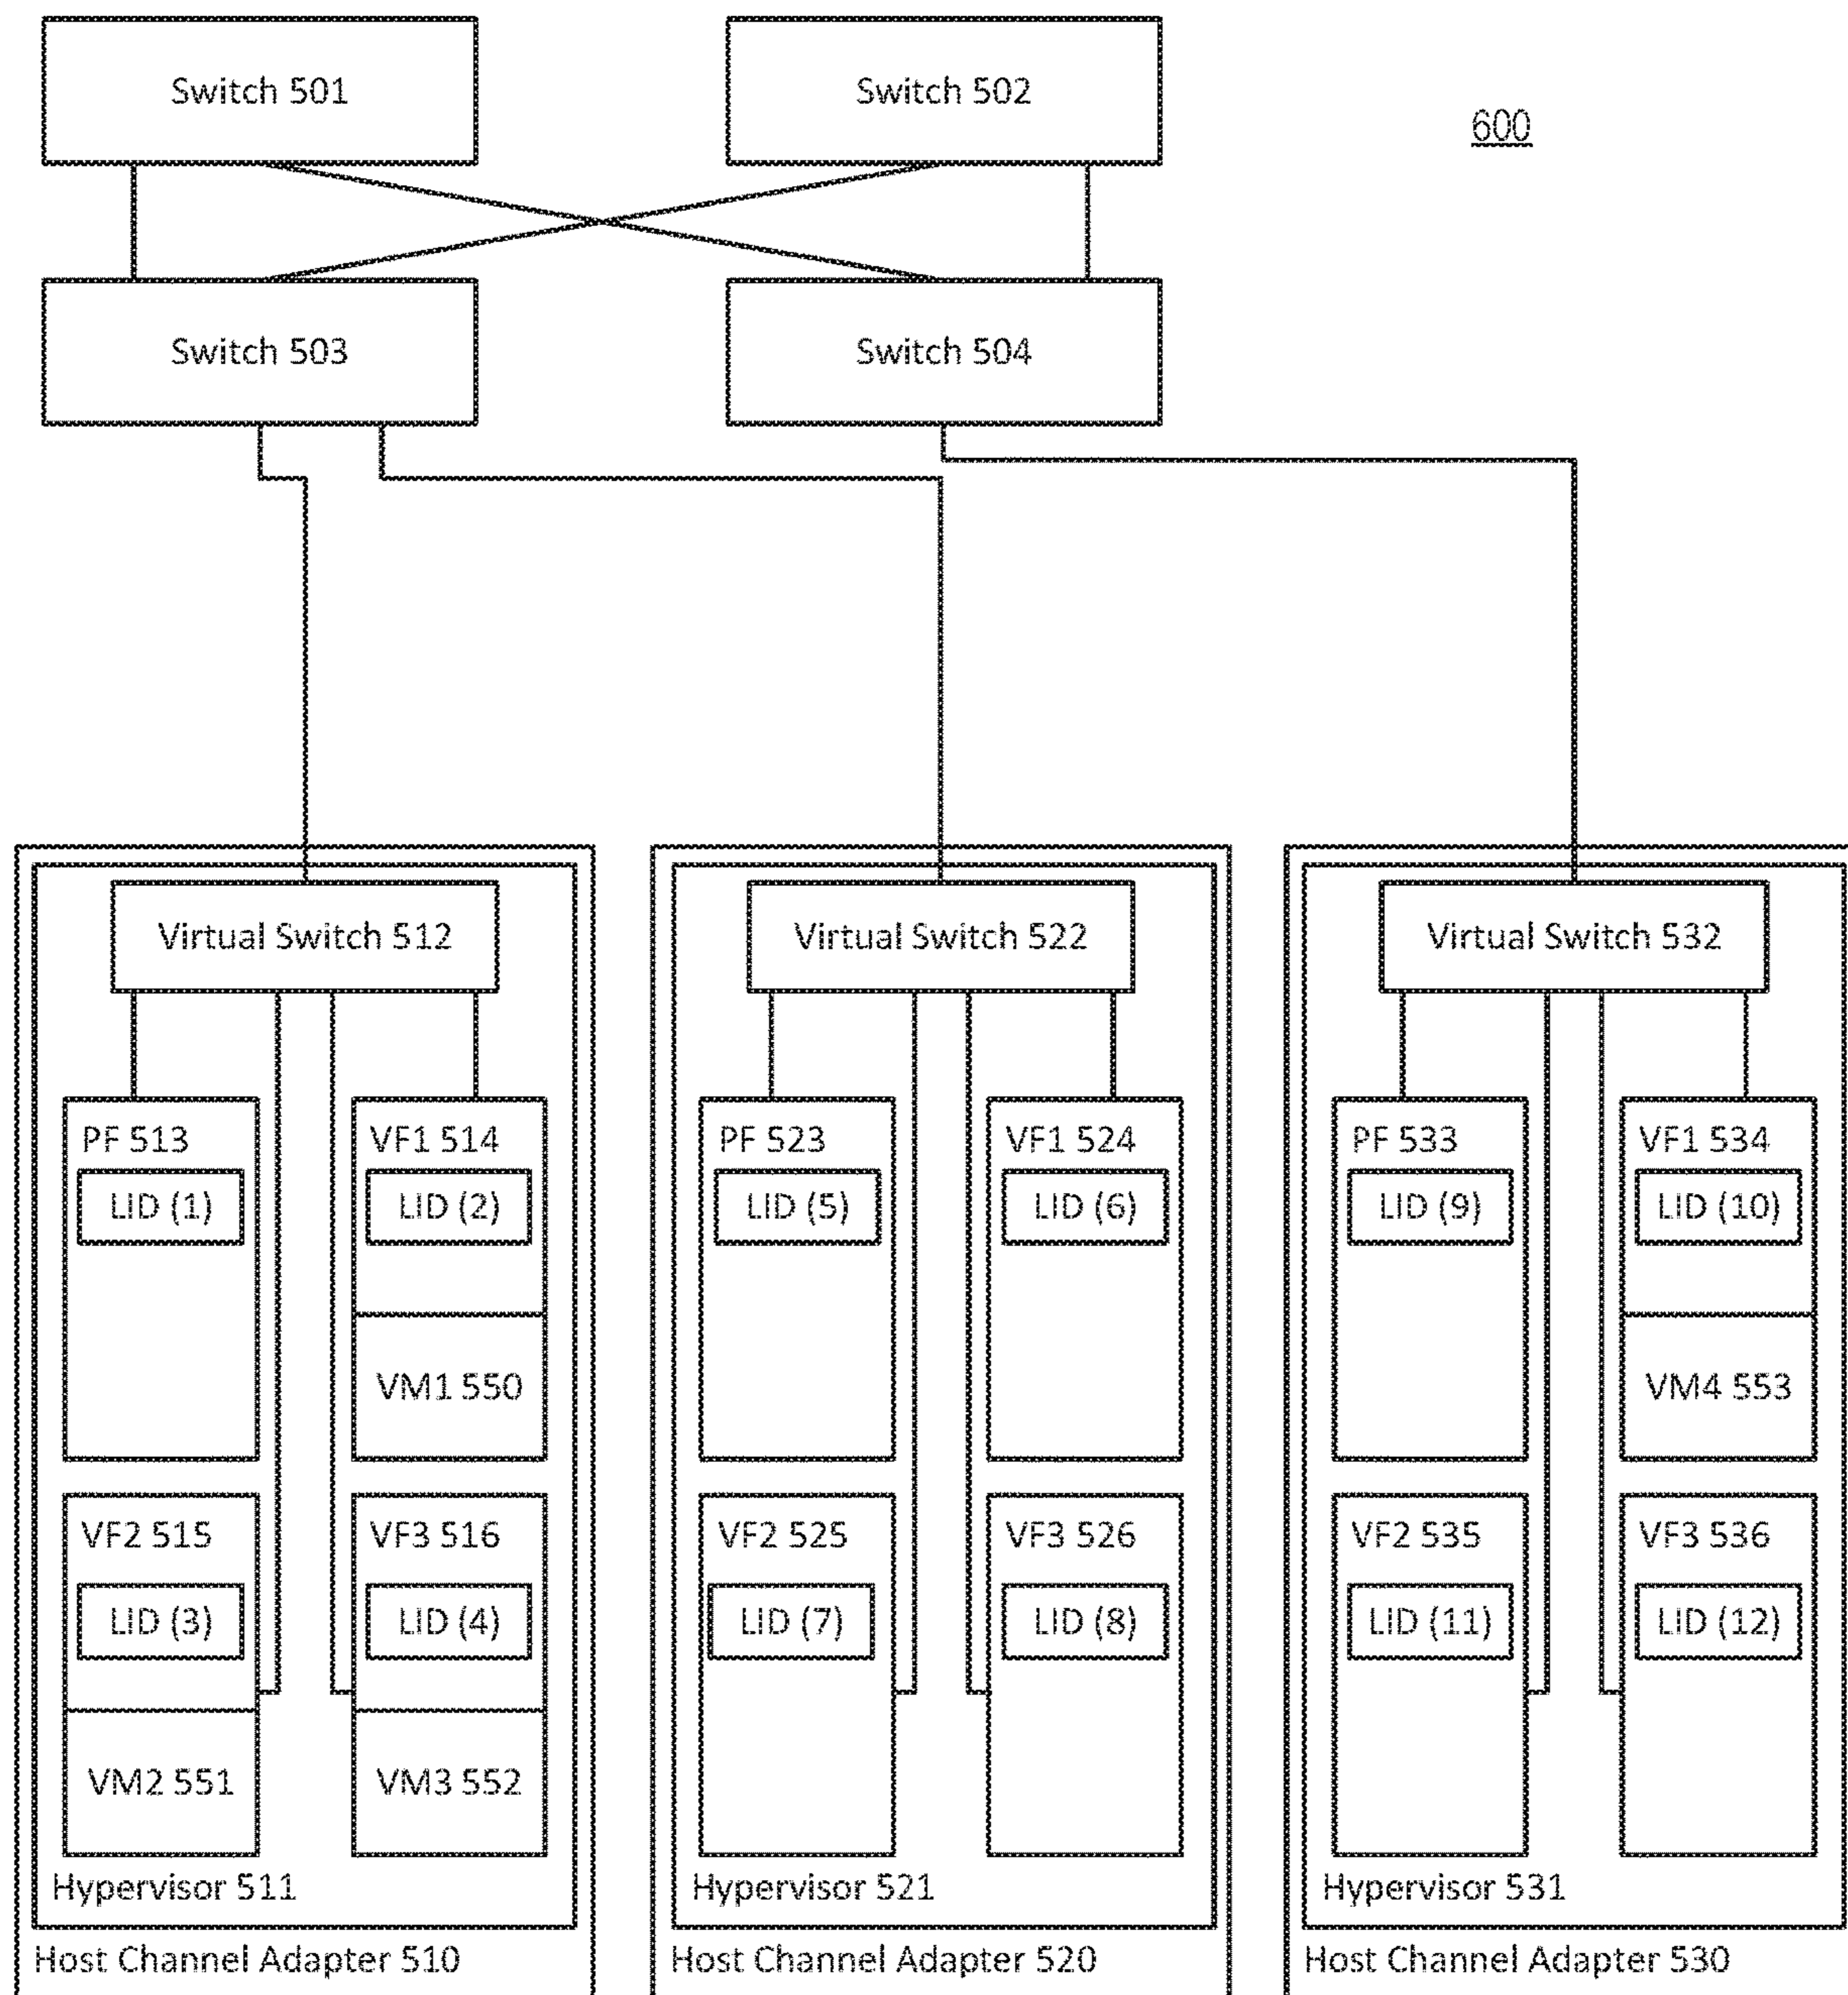 Switch 501
Switch 502
600
Switch 503
Switch 504
Virtual Switch 512
Virtual Switch 522
Virtual Switch 532
PF 513
LID (1)
VF1 514
LID (2)
VM1 550
VF2 515
LID (3)
VM2 551
VF3 516
LID (4)
VM3 552
Hypervisor 511
Host Channel Adapter 510
PF 523
LID (5)
VF1 524
LID (6)
VF2 525
LID (7)
VF3 526
LID (8)
Hypervisor 521
Host Channel Adapter 520
PF 533
LID (9)
VF1 534
LID (10)
VM4 553
VF2 535
LID (11)
VF3 536
LID (12)
Hypervisor 531
Host Channel Adapter 530